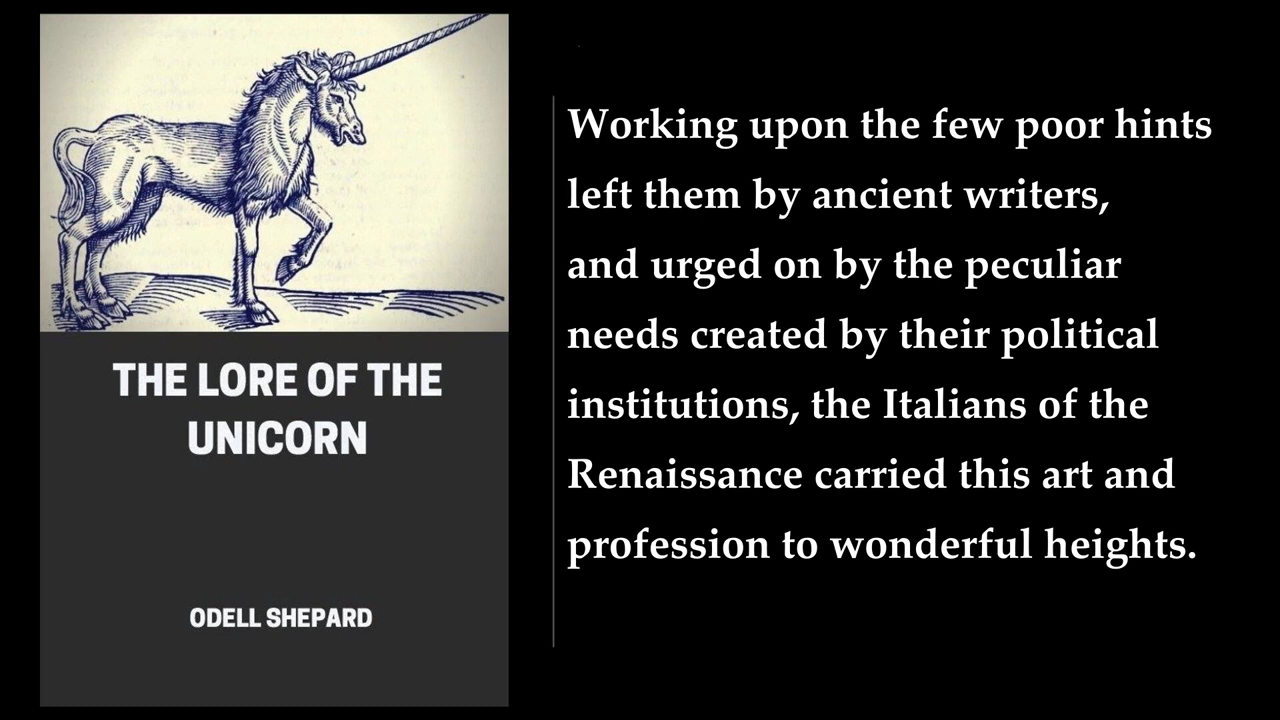 THE LORE OF THE
UNICORN
ODELL SHEPARD
Working upon the few poor hints
left them by ancient writers,
and urged on by the peculiar
needs created by their political
institutions, the Italians of the
Renaissance carried this art and
profession to wonderful heights.